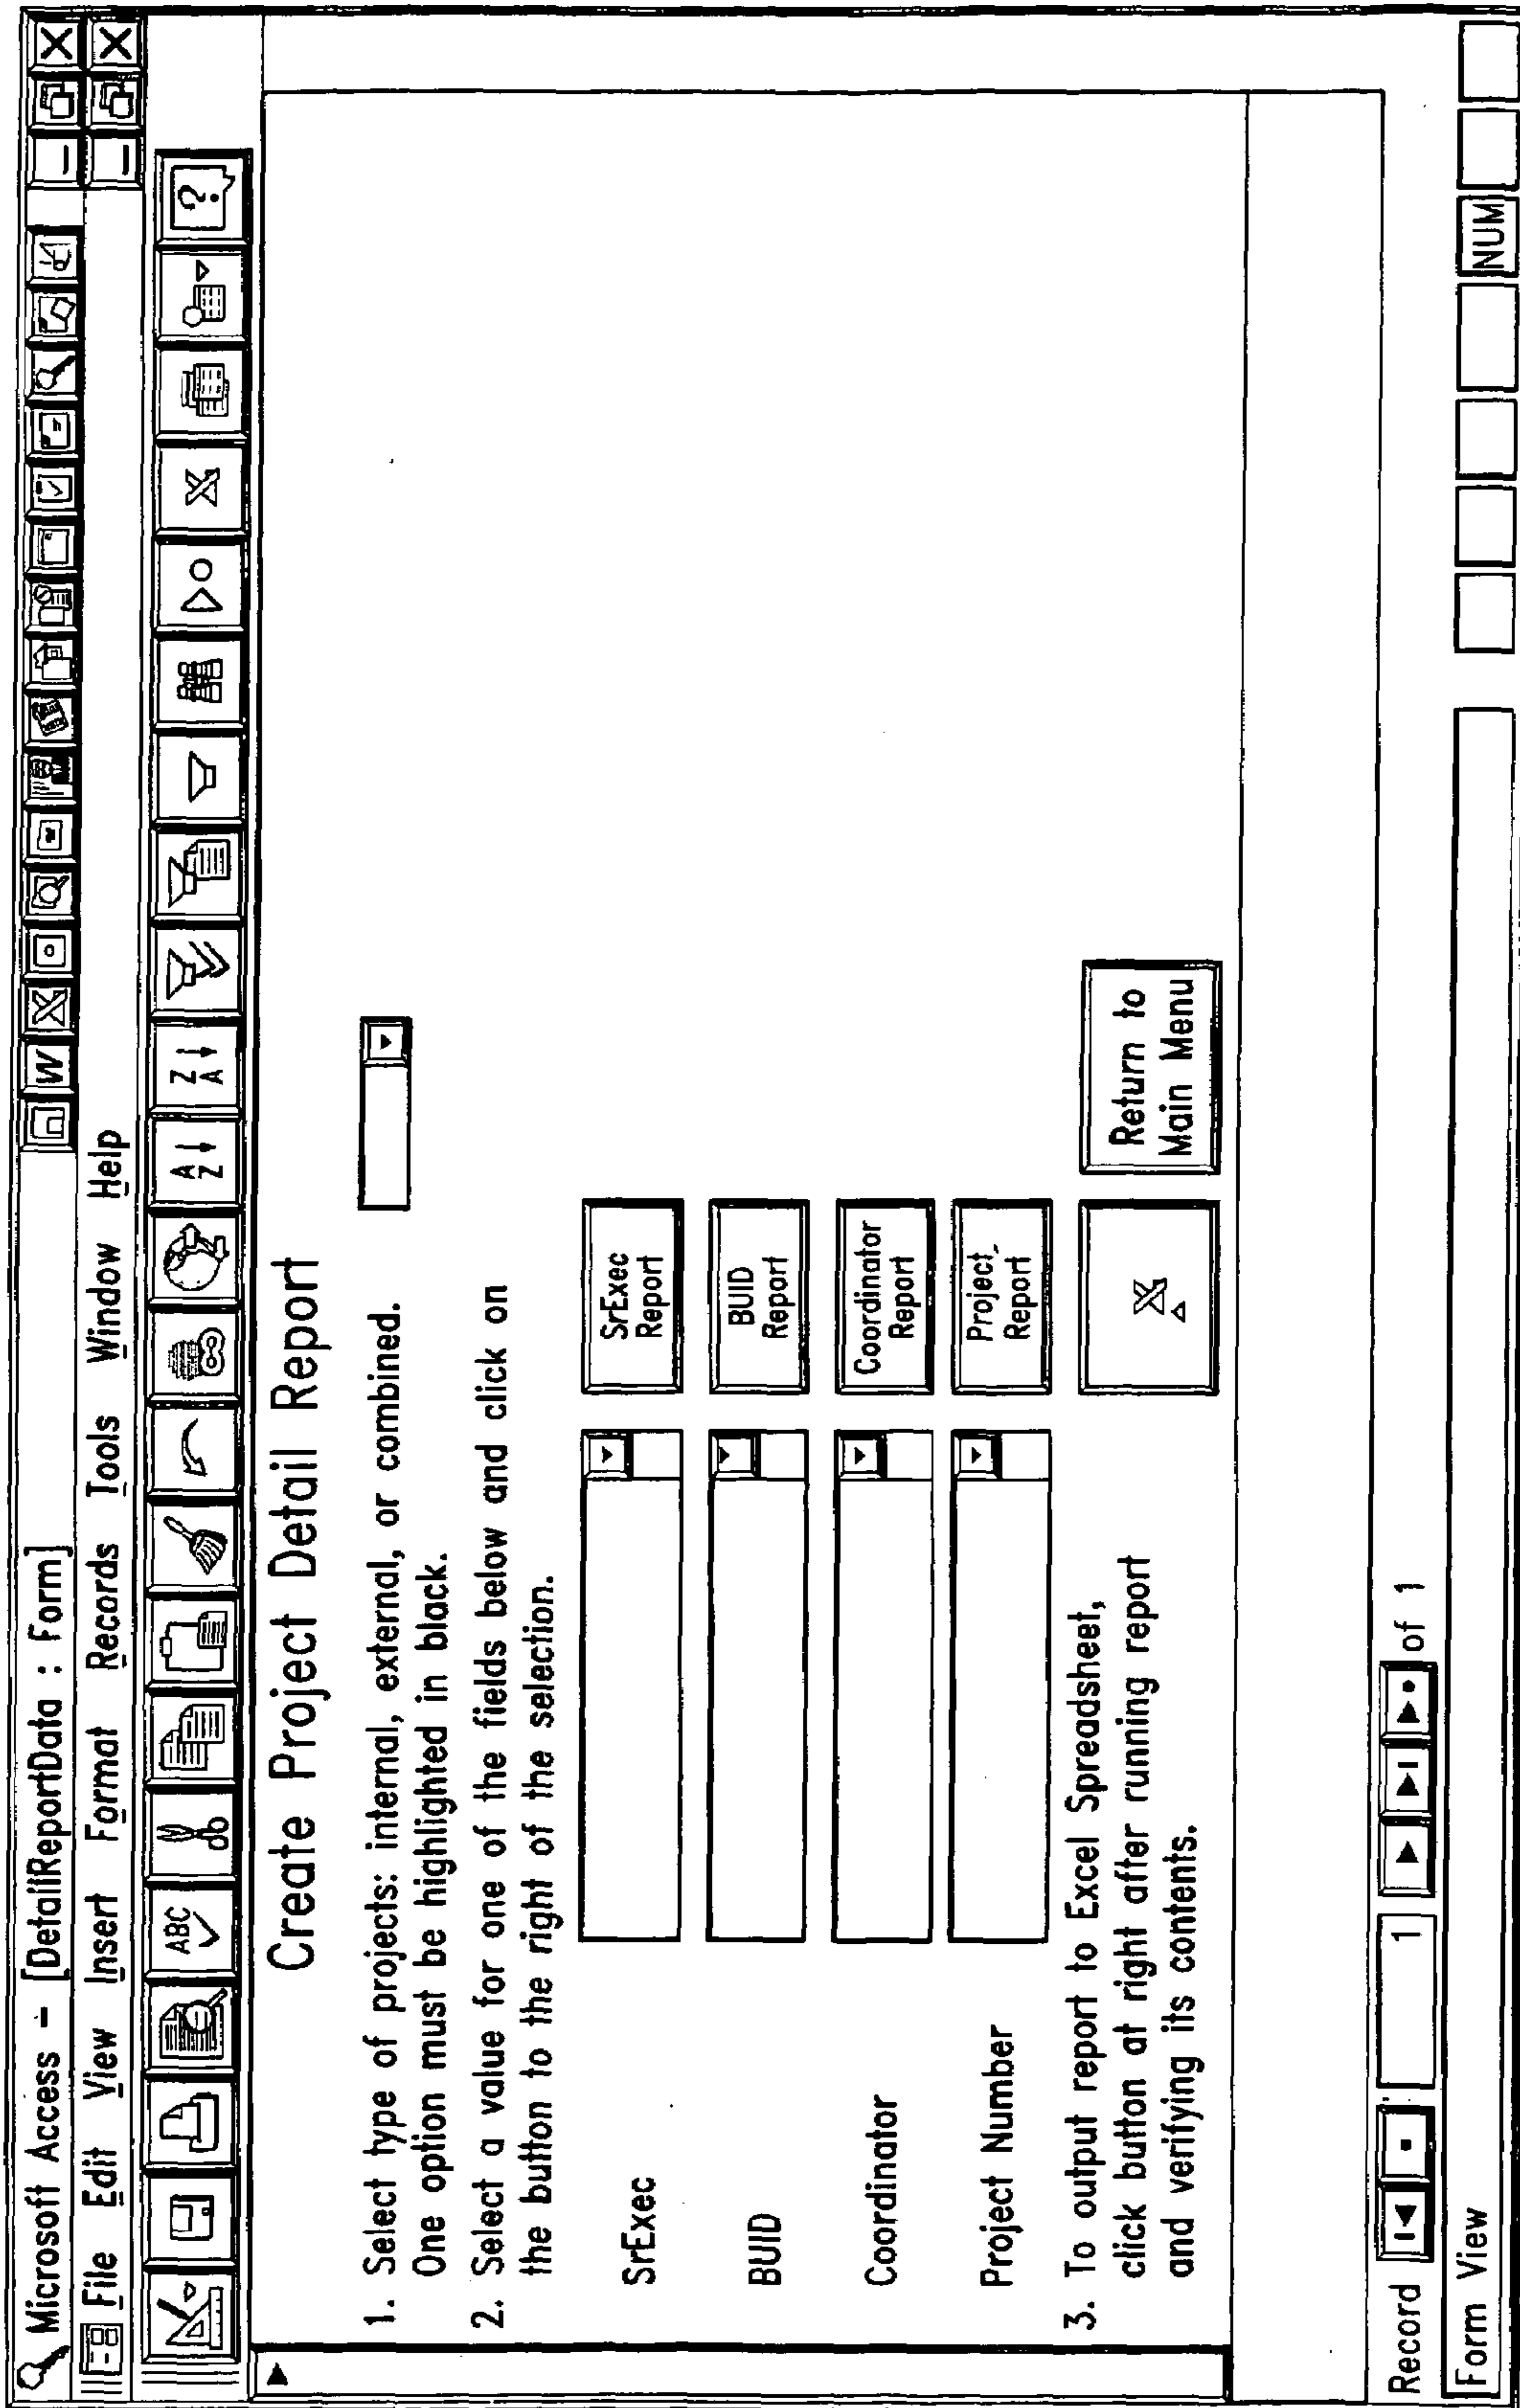 Microsoft Access - [DetailReportData : Form]
W X
File Edit View Insert Format Records Tools Window Help
ABC
A
Z
Z
A
X
?
Create Project Detail Report
1. Select type of projects: internal, external, or combined.
One option must be highlighted in black.
2. Select a value for one of the fields below and click on
the button to the right of the selection.
SrExec
SrExec
Report
BUID
BUID
Report
Coordinator
Coordinator
Report
Project Number
Project
Report
3. To output report to Excel Spreadsheet,
click button at right after running report
and verifying its contents.
X
Return to
Main Menu
Record 1 of 1
Form View NUM